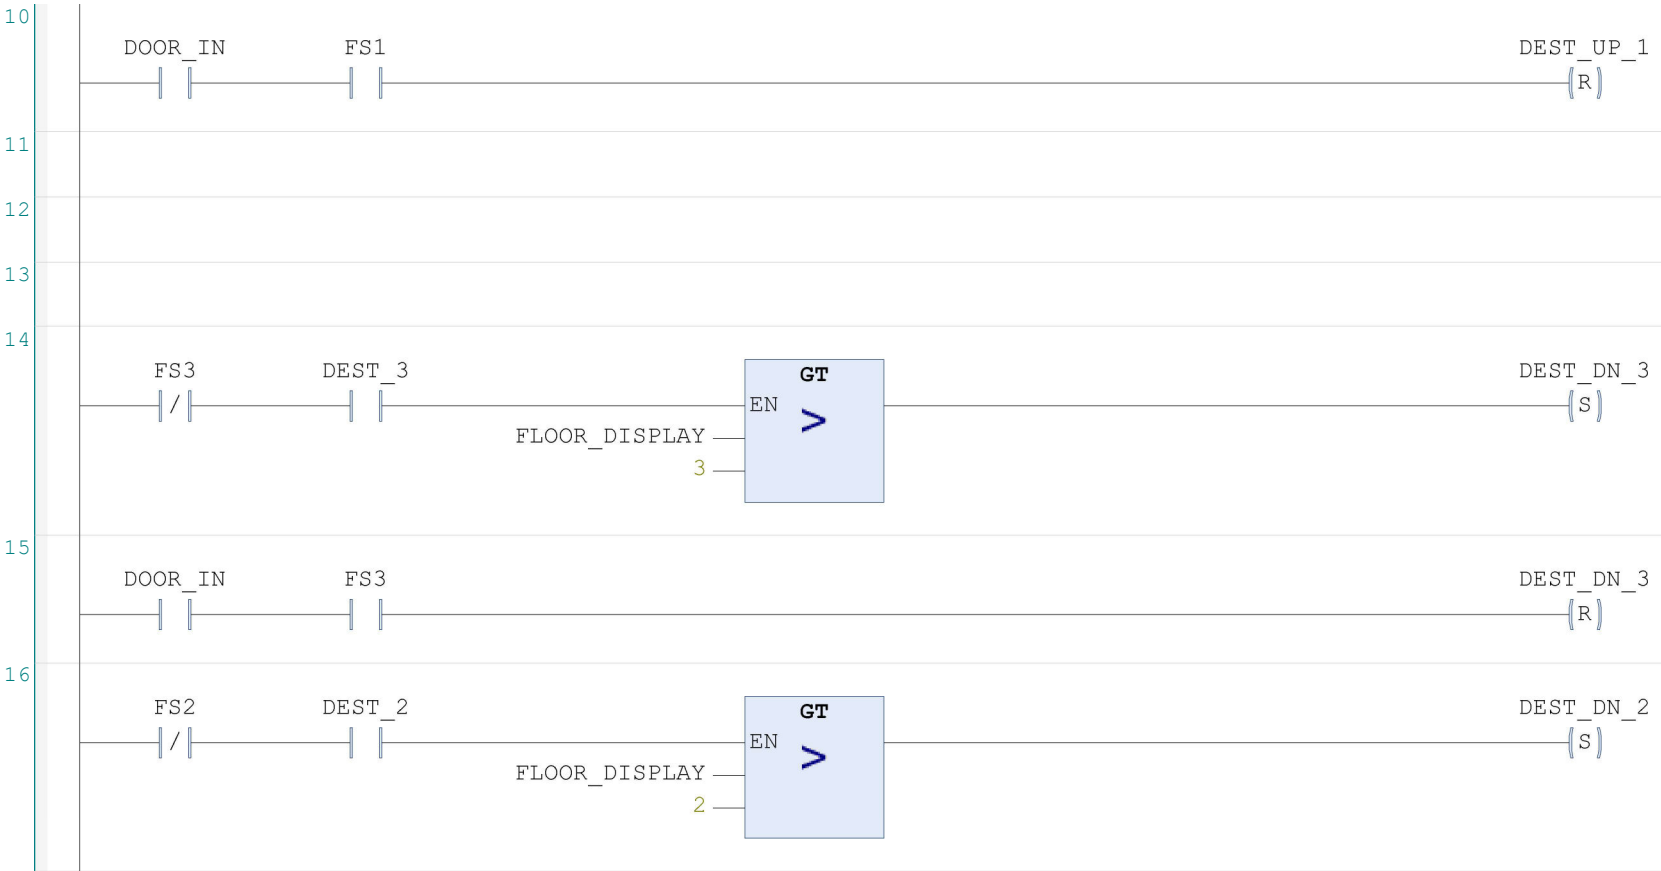 10
DOOR_IN FS1 DEST_UP_1
(R)
11
12
13
14
FS3 DEST_3 GT DEST_DN_3
/ EN > (S)
FLOOR_DISPLAY
3
15
DOOR_IN FS3 DEST_DN_3
(R)
16
FS2 DEST_2 GT DEST_DN_2
/ EN > (S)
FLOOR_DISPLAY
2